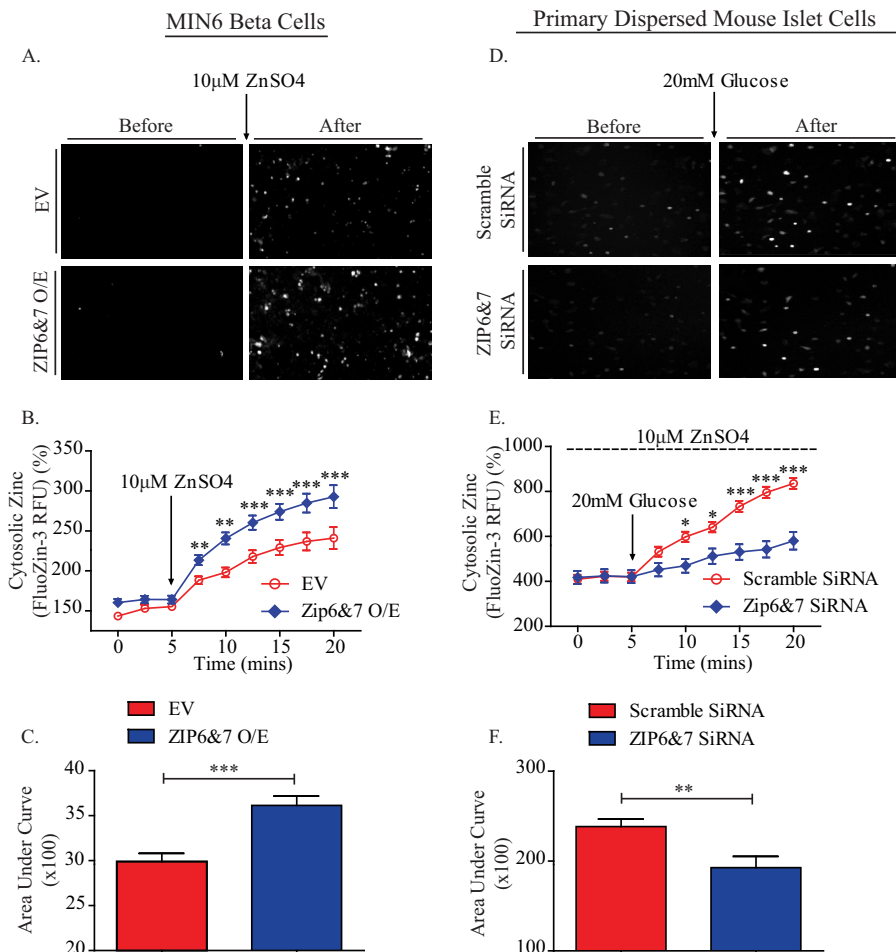 MIN6 Beta Cells
A.
10µM ZnSO4
Before After
EV
ZIP6&7 O/E
B.
350
300
250
200
150
Cytosolic Zinc
(FluoZin-3 RFU) (%)
10µM ZnSO4
** ** *** *** *** ***
EV
Zip6&7 O/E
0 5 10 15 20
Time (mins)
EV
ZIP6&7 O/E
C.
40
35
30
25
20
Area Under Curve
(x100)
***
Primary Dispersed Mouse Islet Cells
D.
20mM Glucose
Before After
Scramble
SiRNA
ZIP6&7
SiRNA
E.
1000
800
600
400
200
Cytosolic Zinc
(FluoZin-3 RFU) (%)
10µM ZnSO4
20mM Glucose
* * *** *** ***
Scramble SiRNA
Zip6&7 SiRNA
0 5 10 15 20
Time (mins)
Scramble SiRNA
ZIP6&7 SiRNA
F.
300
200
100
Area Under Curve
(x100)
**